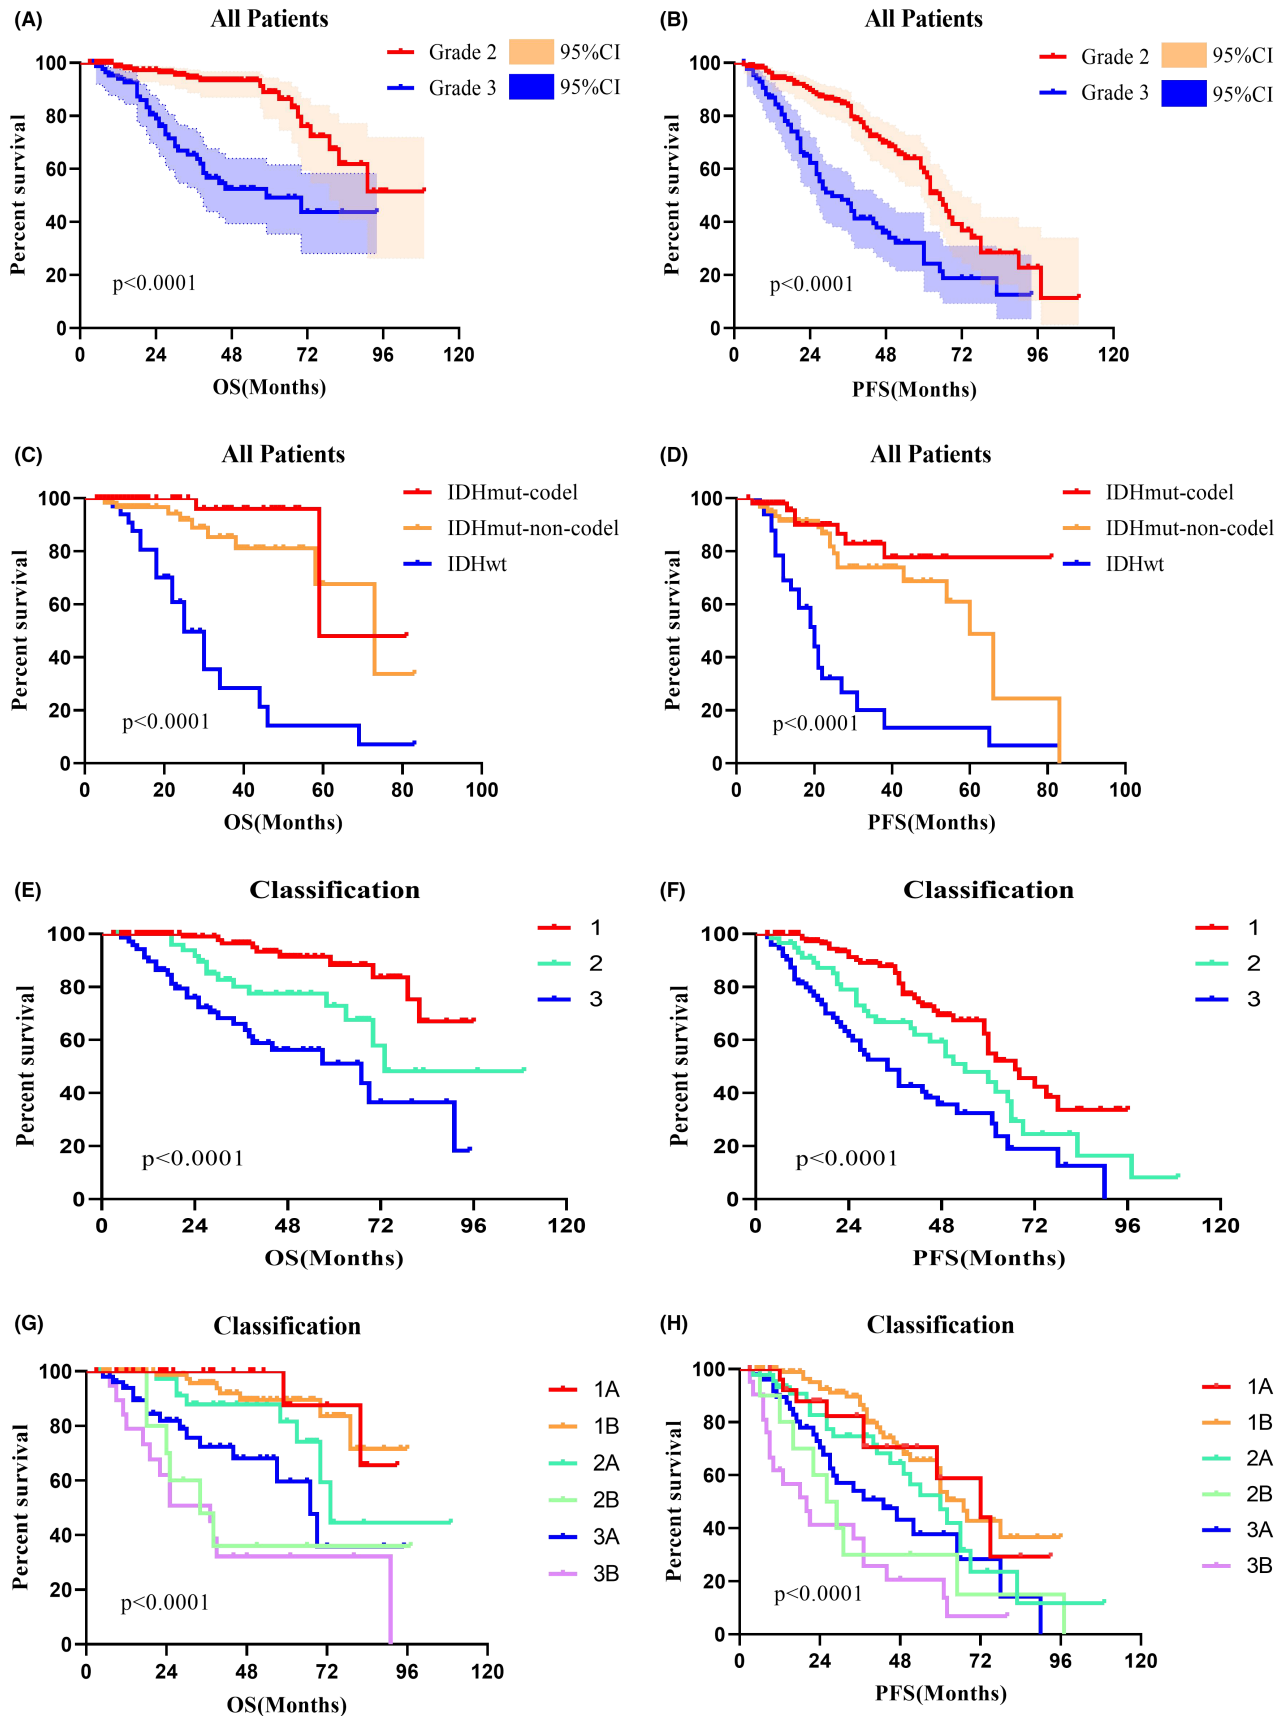 (A)
All Patients
Grade 2
95%CI
Grade 3
95%CI
Percent survival
100
80
60
40
20
0
p<0.0001
0 24 48 72 96 120
OS(Months)
(B)
All Patients
Grade 2
95%CI
Grade 3
95%CI
Percent survival
100
80
60
40
20
0
p<0.0001
0 24 48 72 96 120
PFS(Months)
(C)
All Patients
IDHmut-codel
IDHmut-non-codel
IDHwt
Percent survival
100
80
60
40
20
0
p<0.0001
0 20 40 60 80 100
OS(Months)
(D)
All Patients
IDHmut-codel
IDHmut-non-codel
IDHwt
Percent survival
100
80
60
40
20
0
p<0.0001
0 20 40 60 80 100
PFS(Months)
(E)
Classification
1
2
3
Percent survival
100
80
60
40
20
0
p<0.0001
0 24 48 72 96 120
OS(Months)
(F)
Classification
1
2
3
Percent survival
100
80
60
40
20
0
p<0.0001
0 24 48 72 96 120
PFS(Months)
(G)
Classification
1A
1B
2A
2B
3A
3B
Percent survival
100
80
60
40
20
0
p<0.0001
0 24 48 72 96 120
OS(Months)
(H)
Classification
1A
1B
2A
2B
3A
3B
Percent survival
100
80
60
40
20
0
p<0.0001
0 24 48 72 96 120
PFS(Months)